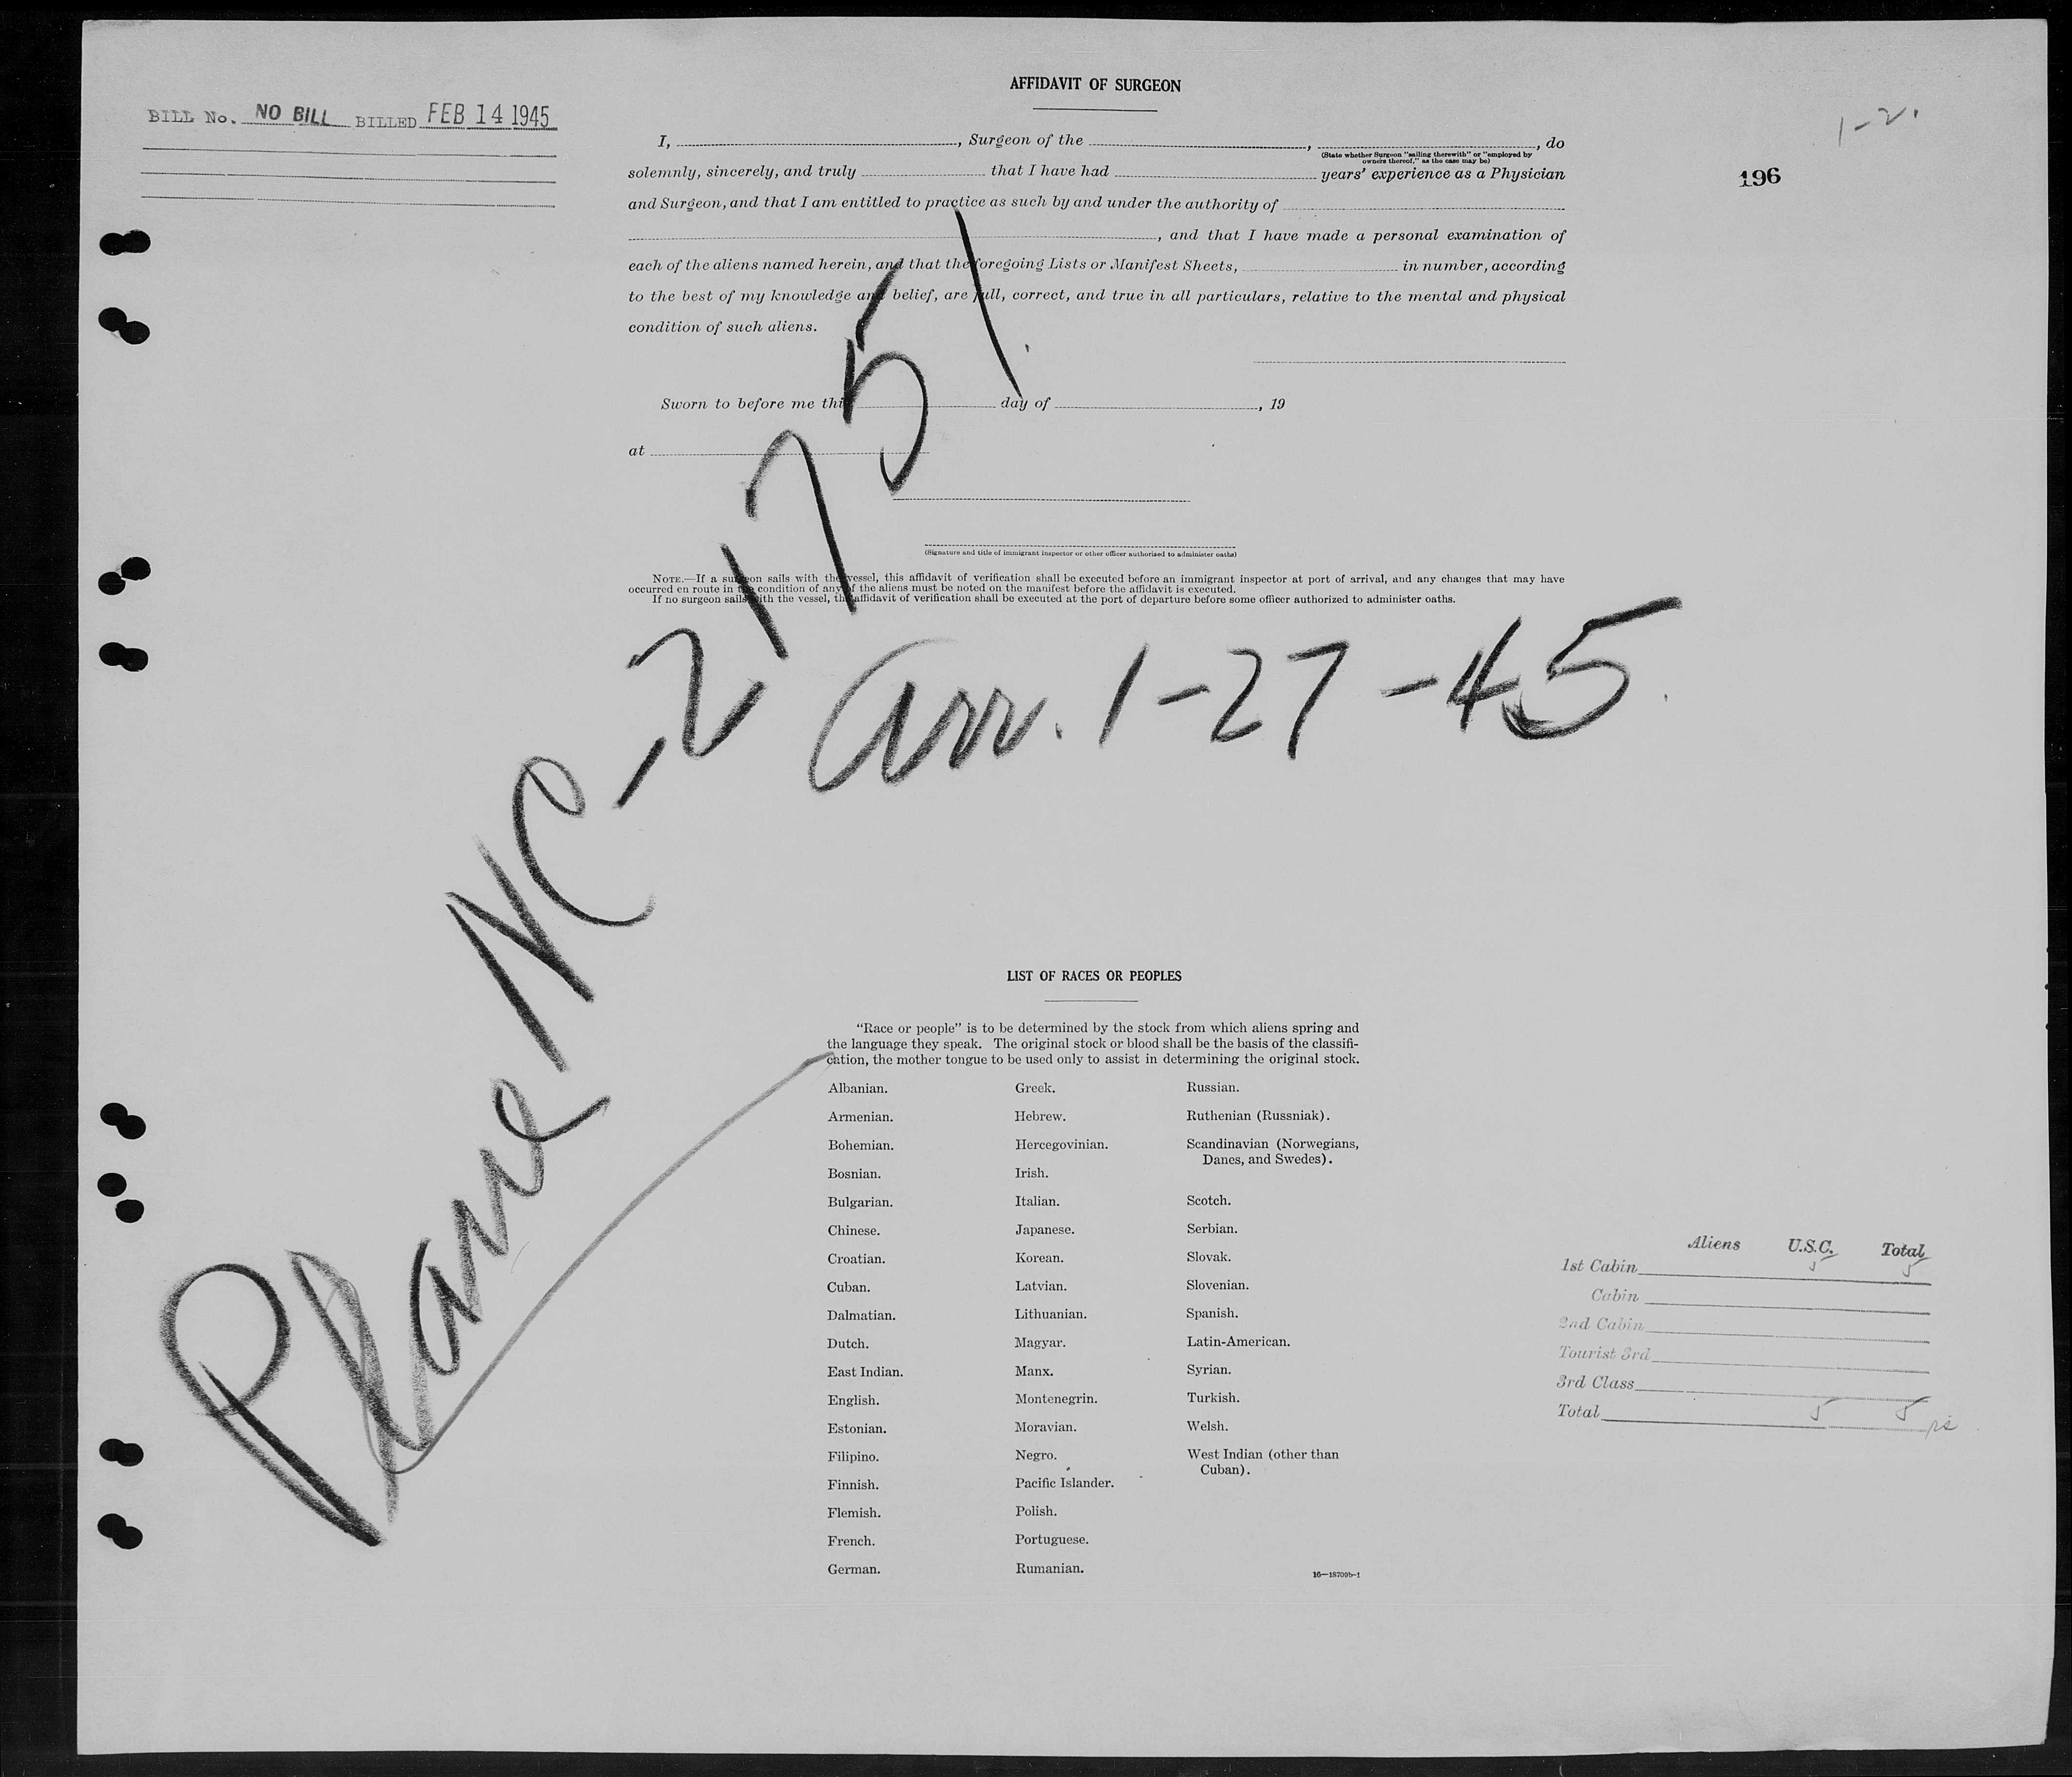 AFFIDAVIT OF SURGEON
BILL No. NO BILL BILLED FEB 14 1945
1-2.
196
I, , Surgeon of the , , do
(State whether Surgeon "sailing therewith" or "employed by
owners thereof," as the case may be)
solemnly, sincerely, and truly that I have had years' experience as a Physician
and Surgeon, and that I am entitled to practice as such by and under the authority of
, and that I have made a personal examination of
each of the aliens named herein, and that the foregoing Lists or Manifest Sheets, in number, according
to the best of my knowledge and belief, are full, correct, and true in all particulars, relative to the mental and physical
condition of such aliens.
Sworn to before me this day of , 19
at
(Signature and title of immigrant inspector or other officer authorized to administer oaths)
NOTE.—If a surgeon sails with the vessel, this affidavit of verification shall be executed before an immigrant inspector at port of arrival, and any changes that may have
occurred en route in the condition of any of the aliens must be noted on the manifest before the affidavit is executed.
If no surgeon sails with the vessel, the affidavit of verification shall be executed at the port of departure before some officer authorized to administer oaths.
Plane NC-21751
Arr. 1-27-45
LIST OF RACES OR PEOPLES
"Race or people" is to be determined by the stock from which aliens spring and
the language they speak. The original stock or blood shall be the basis of the classifi-
cation, the mother tongue to be used only to assist in determining the original stock.
Albanian. Greek. Russian.
Armenian. Hebrew. Ruthenian (Russniak).
Bohemian. Hercegovinian. Scandinavian (Norwegians,
Danes, and Swedes).
Bosnian. Irish.
Bulgarian. Italian. Scotch.
Chinese. Japanese. Serbian.
Croatian. Korean. Slovak.
Cuban. Latvian. Slovenian.
Dalmatian. Lithuanian. Spanish.
Dutch. Magyar. Latin-American.
East Indian. Manx. Syrian.
English. Montenegrin. Turkish.
Estonian. Moravian. Welsh.
Filipino. Negro. West Indian (other than
Cuban).
Finnish. Pacific Islander.
Flemish. Polish.
French. Portuguese.
German. Rumanian.
16—18709b-1
Aliens U.S.C. Total
1st Cabin 5 5
Cabin
2nd Cabin
Tourist 3rd
3rd Class
Total 5 5